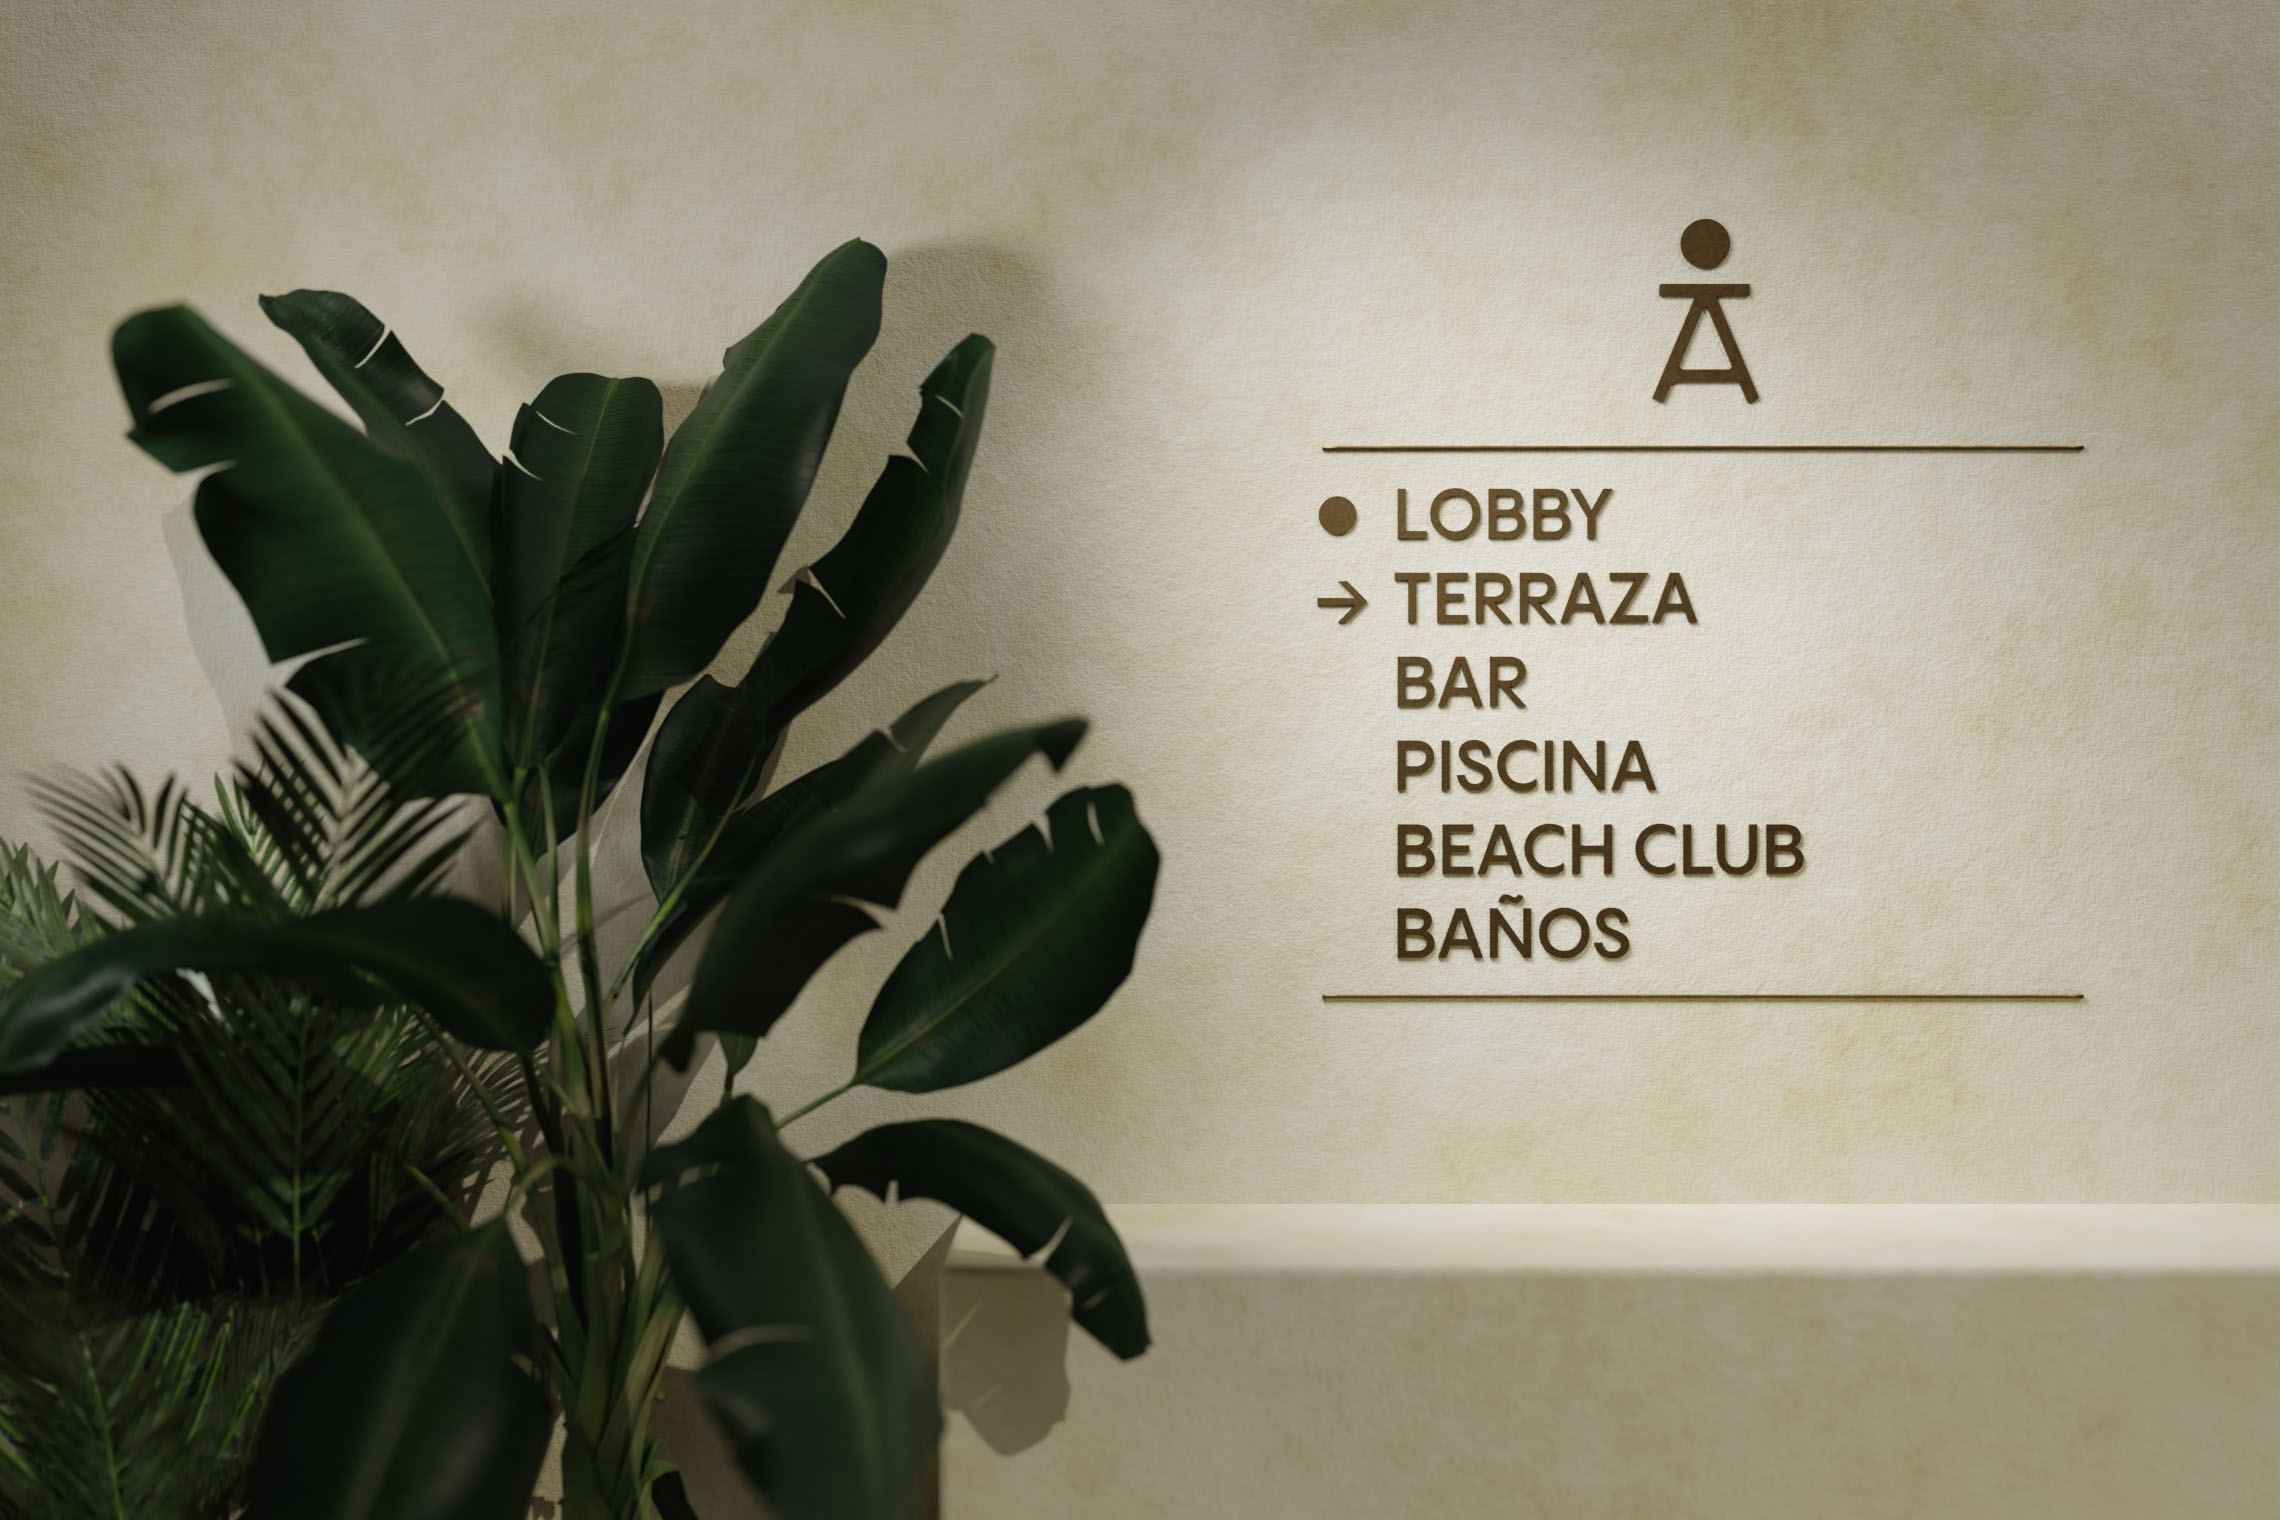 LOBBY
→ TERRAZA
BAR
PISCINA
BEACH CLUB
BAÑOS